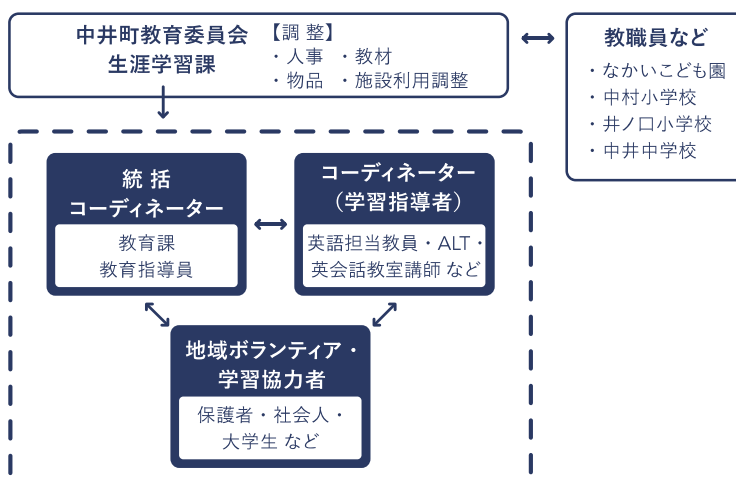 中井町教育委員会
生涯学習課
【調 整】
・人事 ・教材
・物品 ・施設利用調整
教職員など
・なかいこども園
・中村小学校
・井ノ口小学校
・中井中学校
統 括
コーディネーター
教育課
教育指導員
コーディネーター
（学習指導者）
英語担当教員・ALT・
英会話教室講師 など
地域ボランティア・
学習協力者
保護者・社会人・
大学生 など